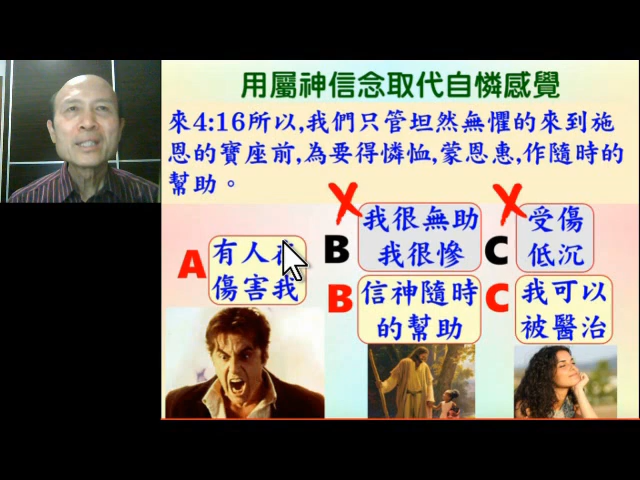 用屬神信念取代自憐感覺
來4:16所以,我們只管坦然無懼的來到施
恩的寶座前,為要得憐恤,蒙恩惠,作隨時的
幫助。
A
有人
傷害我
B
我很無助
我很慘
C
受傷
低沉
B
信神隨時
的幫助
C
我可以
被醫治